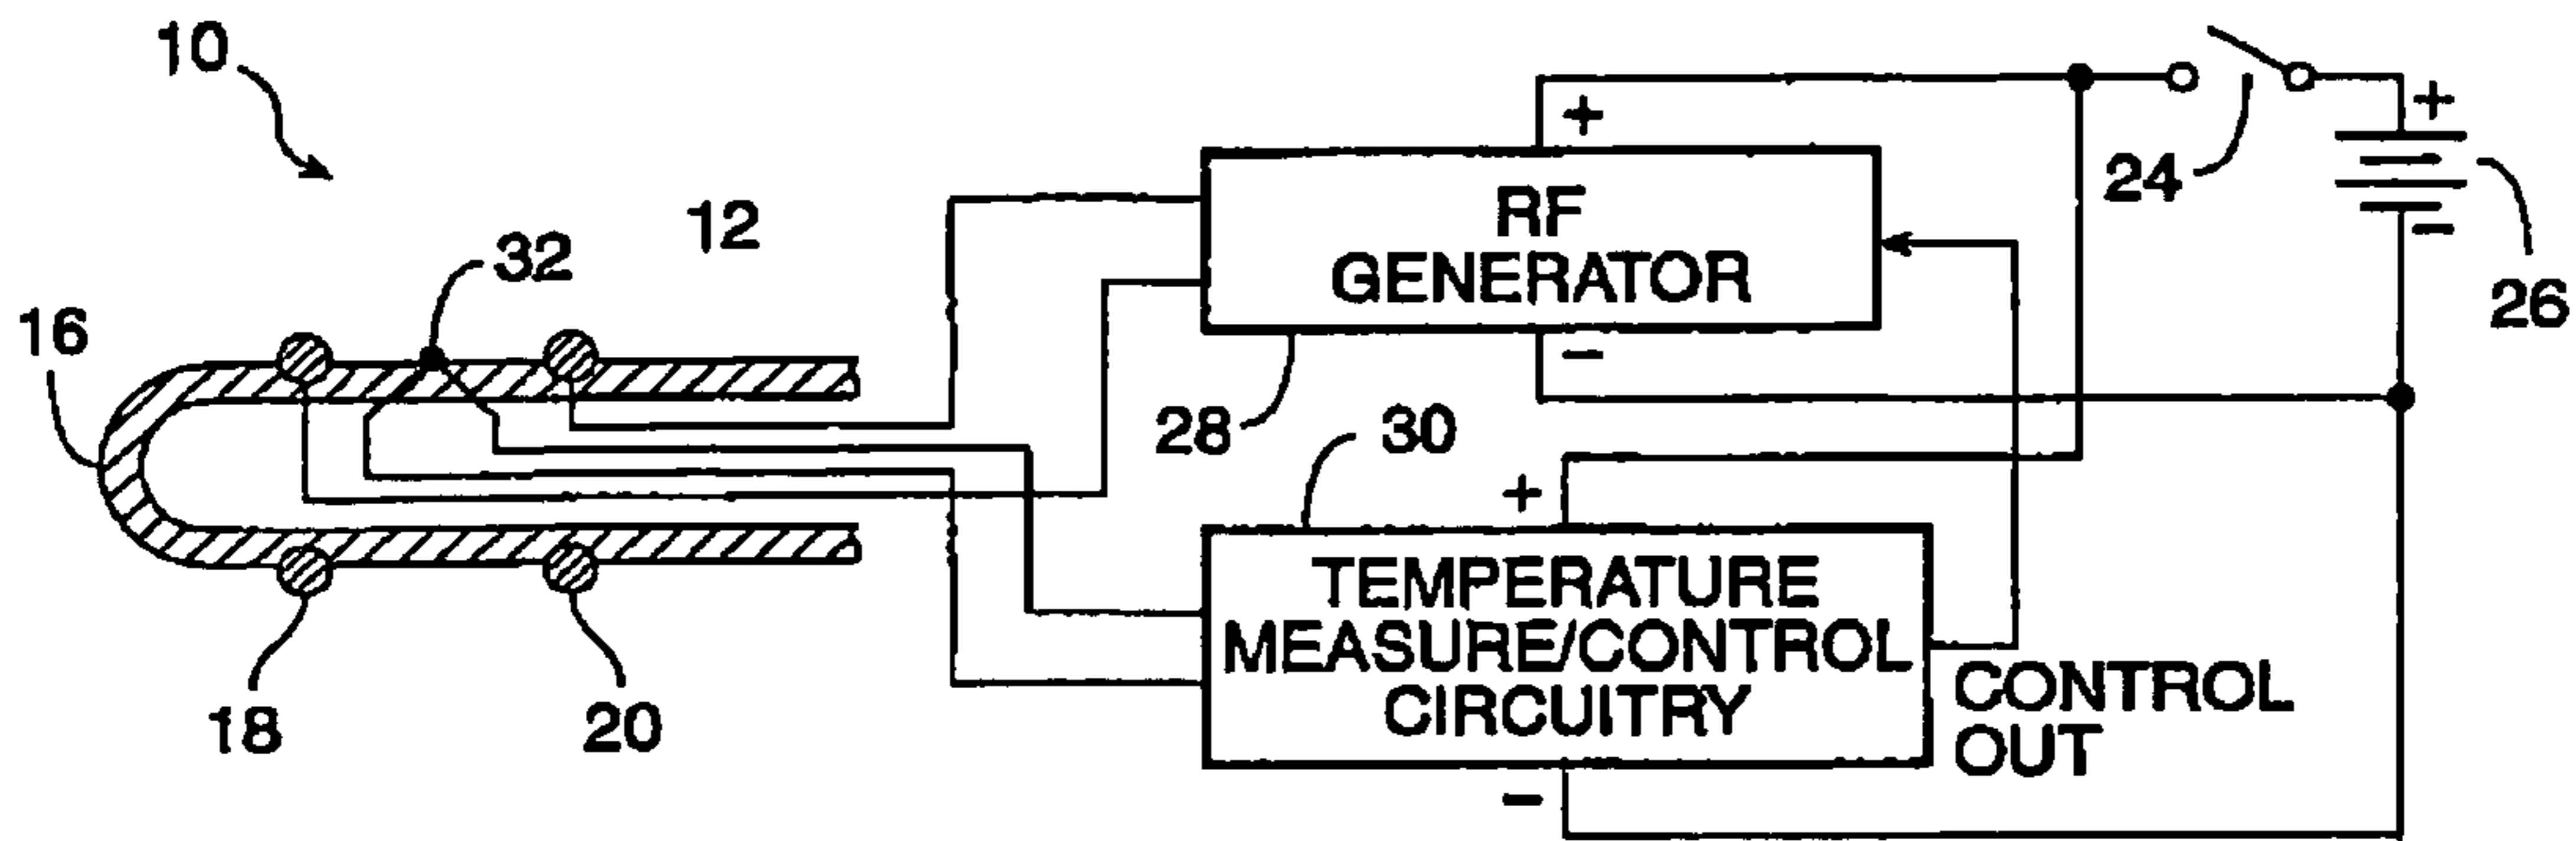 10
12
32
16
18
20
+
RF
GENERATOR
−
28
30
+
TEMPERATURE
MEASURE/CONTROL
CIRCUITRY
−
CONTROL
OUT
24
+
−
26